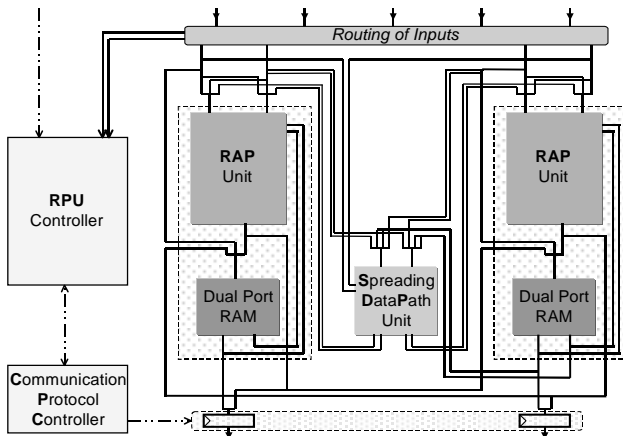 Routing of Inputs
RAP
Unit
RAP
Unit
RPU
Controller
Spreading
DataPath
Unit
Dual Port
RAM
Dual Port
RAM
Communication
Protocol
Controller